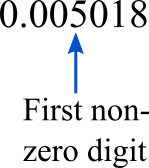 0.005018
First non-
zero digit